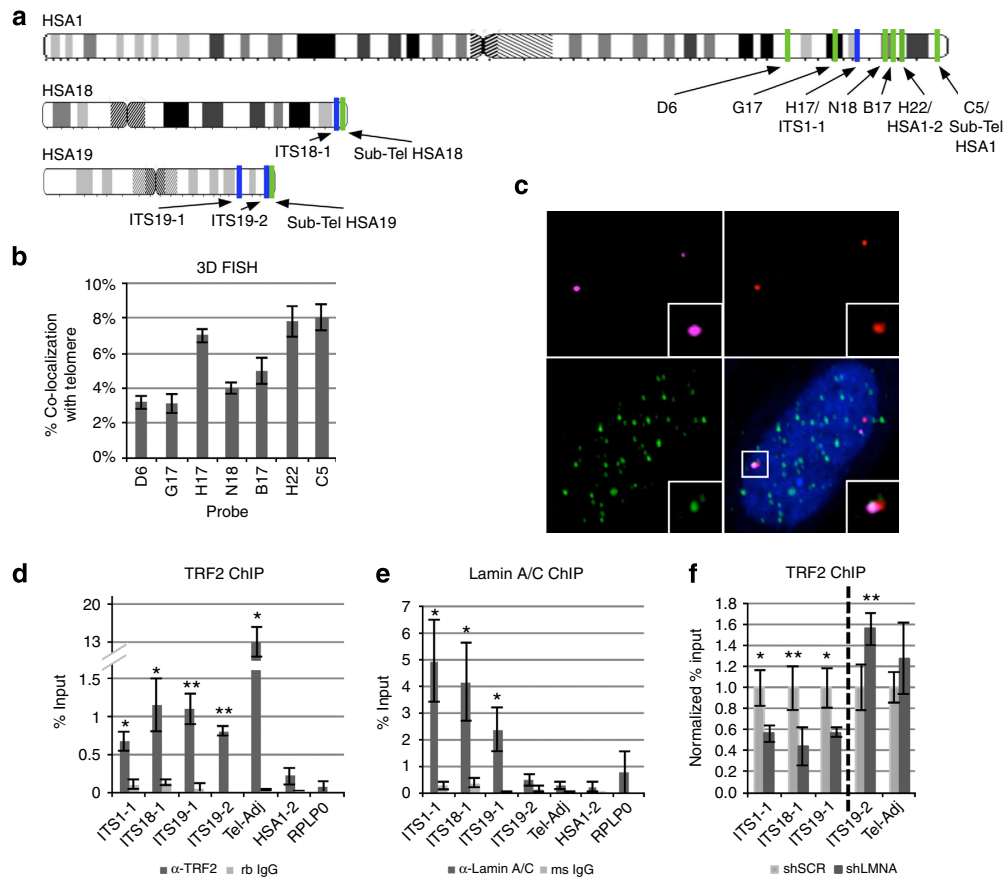 a
HSA1
D6
G17
H17/
ITS1-1
N18
B17
H22/
HSA1-2
C5/
Sub-Tel
HSA1
HSA18
ITS18-1
Sub-Tel HSA18
HSA19
ITS19-1
ITS19-2
Sub-Tel HSA19
b
3D FISH
% Co-localization
with telomere
10%
8%
6%
4%
2%
0%
D6
G17
H17
N18
B17
H22
C5
Probe
c
d
TRF2 ChIP
% Input
20
13
1.5
1
0.5
0
*
*
**
**
*
ITS1-1
ITS18-1
ITS19-1
ITS19-2
Tel-Adj
HSA1-2
RPLP0
α-TRF2
rb IgG
e
Lamin A/C ChIP
% Input
7
6
5
4
3
2
1
0
*
*
*
ITS1-1
ITS18-1
ITS19-1
ITS19-2
Tel-Adj
HSA1-2
RPLP0
α-Lamin A/C
ms IgG
f
TRF2 ChIP
Normalized % input
1.8
1.6
1.4
1.2
1.0
0.8
0.6
0.4
0.2
0.0
*
**
*
**
ITS1-1
ITS18-1
ITS19-1
ITS19-2
Tel-Adj
shSCR
shLMNA